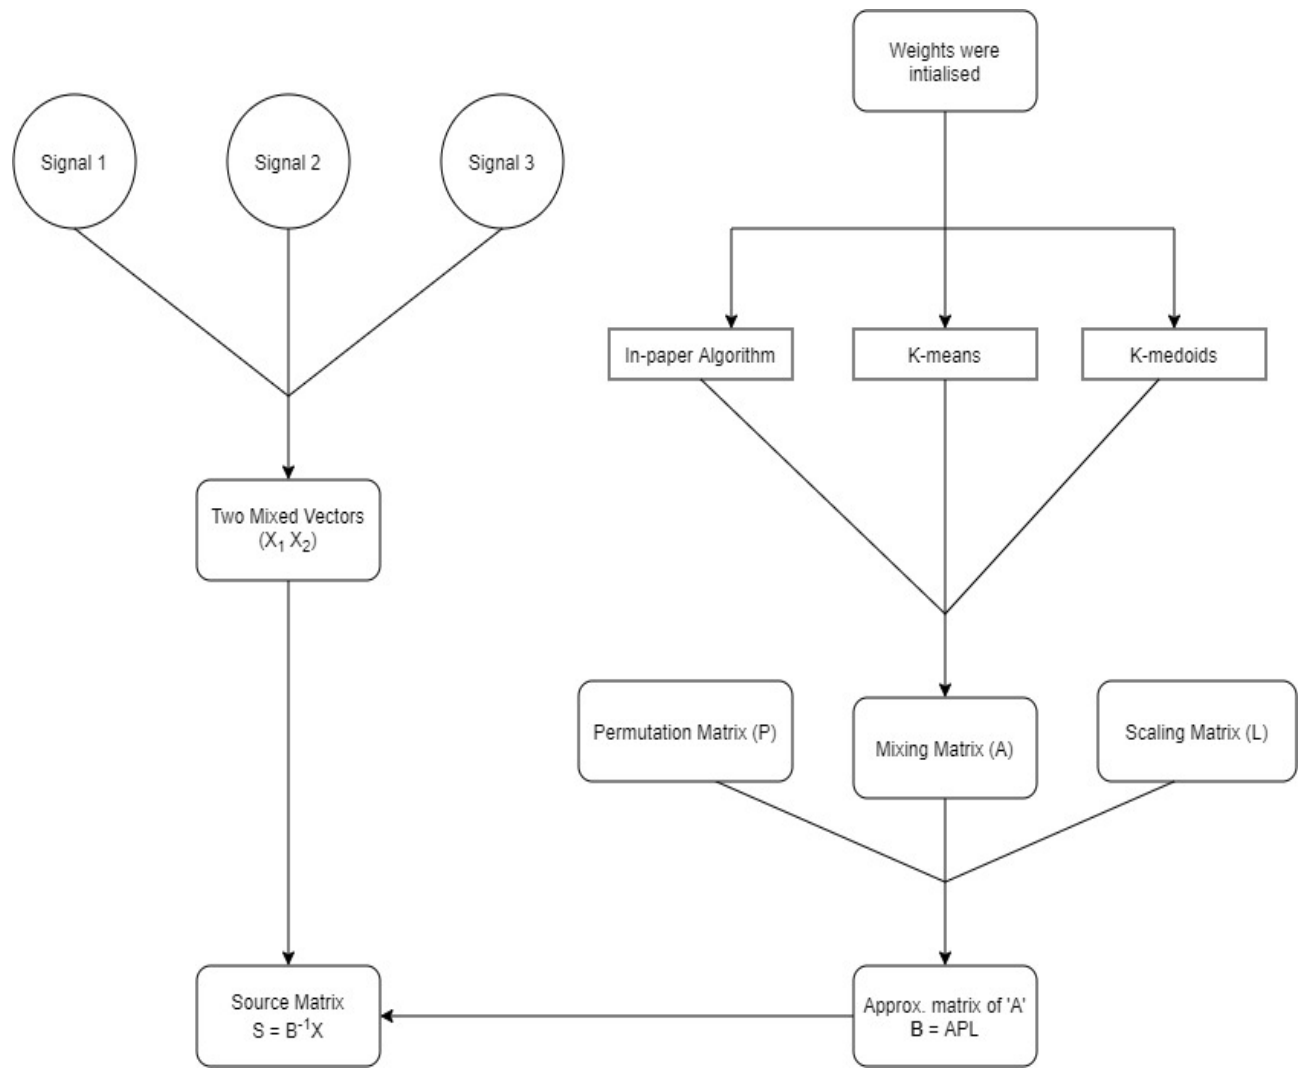 Weights were
intialised
Signal 1
Signal 2
Signal 3
In-paper Algorithm
K-means
K-medoids
Two Mixed Vectors
(X₁ X₂)
Permutation Matrix (P)
Mixing Matrix (A)
Scaling Matrix (L)
Source Matrix
S = B⁻¹X
Approx. matrix of 'A'
B = APL